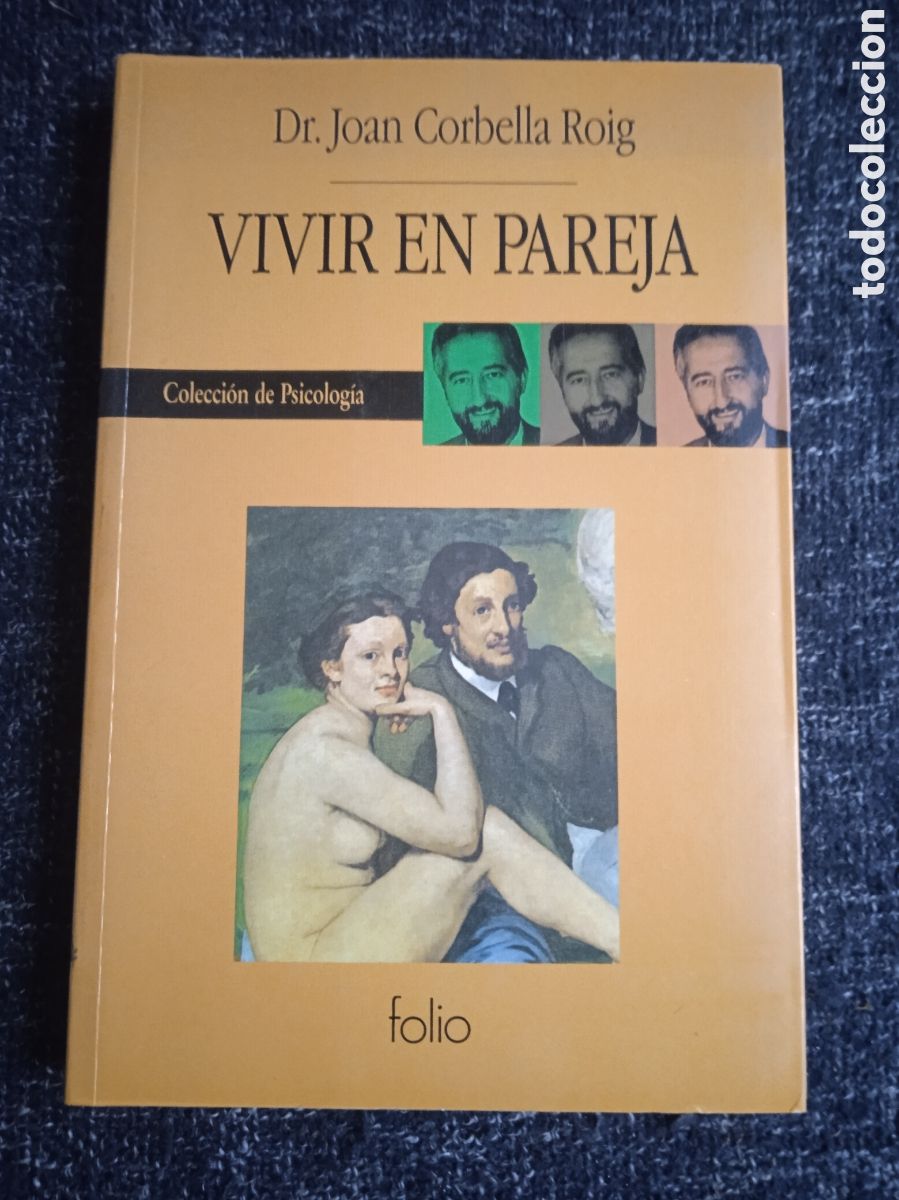 Dr. Joan Corbella Roig
VIVIR EN PAREJA
Colección de Psicología
folio
todocoleccion